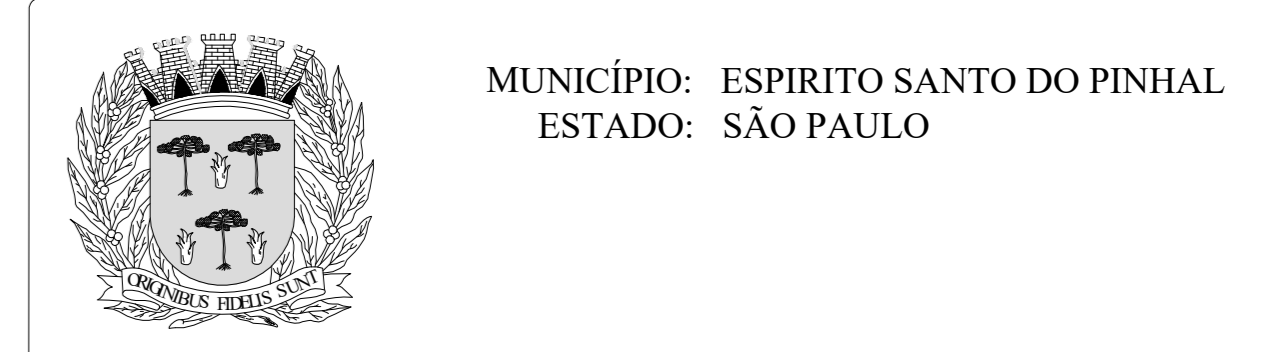 MUNICÍPIO: ESPIRITO SANTO DO PINHAL
ESTADO: SÃO PAULO
ORIGINIBUS FIDELIS SUNT